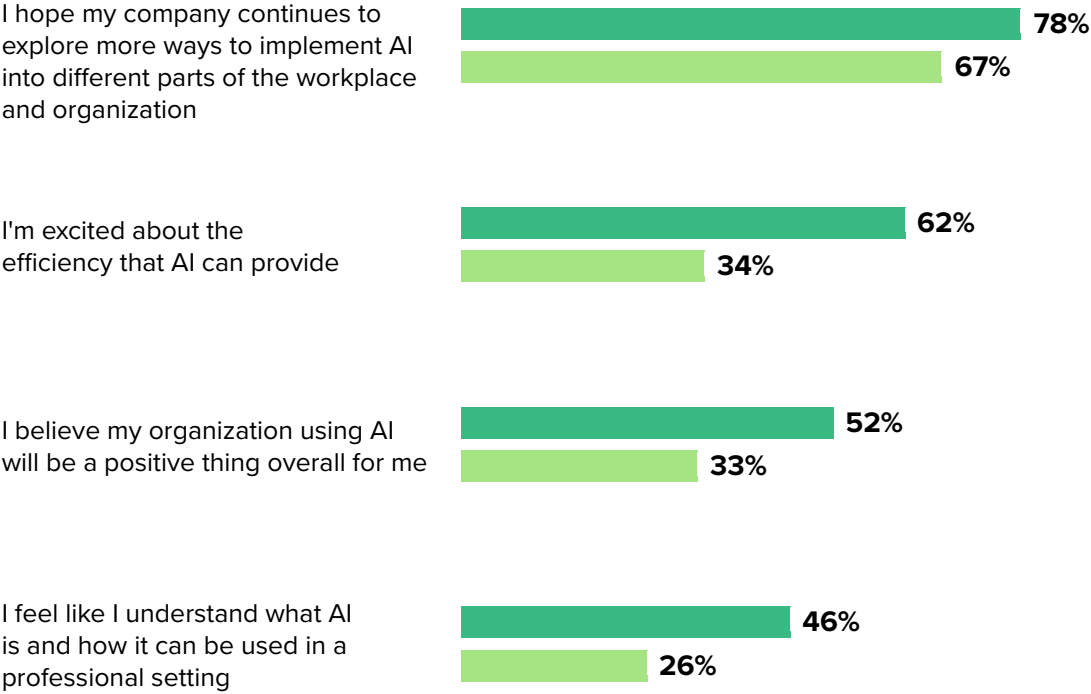 I hope my company continues to
explore more ways to implement AI
into different parts of the workplace
and organization
78%
67%
I'm excited about the
efficiency that AI can provide
62%
34%
I believe my organization using AI
will be a positive thing overall for me
52%
33%
I feel like I understand what AI
is and how it can be used in a
professional setting
46%
26%